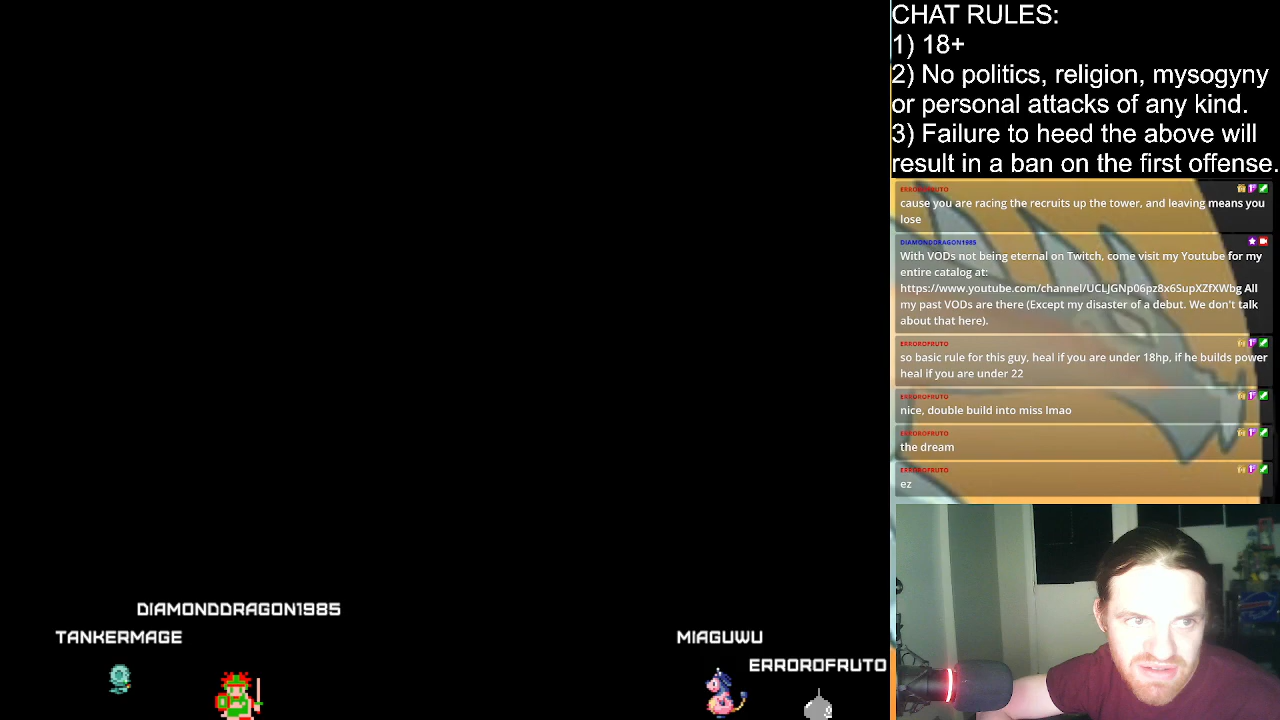 CHAT RULES:
1) 18+
2) No politics, religion, mysogyny
or personal attacks of any kind.
3) Failure to heed the above will
result in a ban on the first offense.
ERROROFRUTO
cause you are racing the recruits up the tower, and leaving means you
lose
DIAMONDDRAGON1985
With VODs not being eternal on Twitch, come visit my Youtube for my
entire catalog at:
https://www.youtube.com/channel/UCLJGNp06pz8x6SupXZfXWbg All
my past VODs are there (Except my disaster of a debut. We don't talk
about that here).
ERROROFRUTO
so basic rule for this guy, heal if you are under 18hp, if he builds power
heal if you are under 22
ERROROFRUTO
nice, double build into miss lmao
ERROROFRUTO
the dream
ERROROFRUTO
ez
DIAMONDDRAGON1985
TANKERMAGE
MIAGUWU
ERROROFRUTO